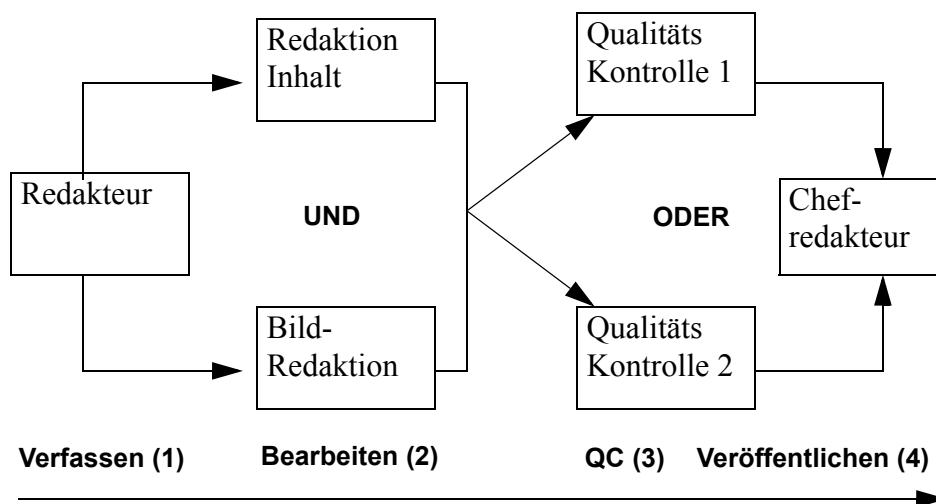 Redaktion
Inhalt
Qualitäts
Kontrolle 1
Redakteur
UND
ODER
Chef-
redakteur
Bild-
Redaktion
Qualitäts
Kontrolle 2
Verfassen (1)
Bearbeiten (2)
QC (3)
Veröffentlichen (4)